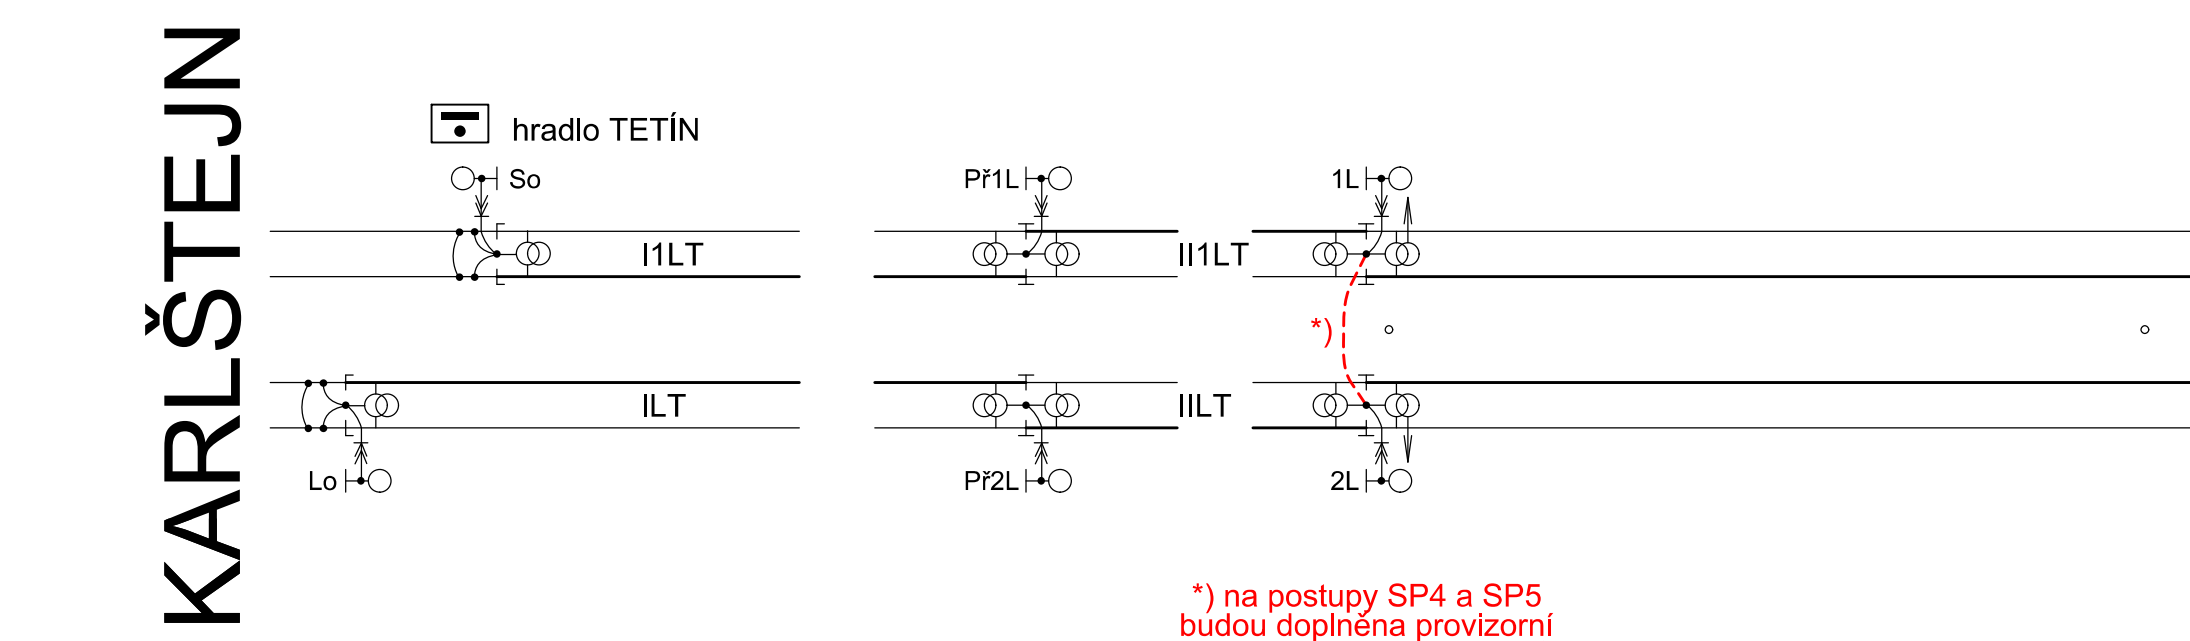 KARLŠTEJN
hradlo TETÍN
So
Př1L
1L
I1LT
II1LT
*)
ILT
IILT
Lo
Př2L
2L
*) na postupy SP4 a SP5
budou doplněna provizorní